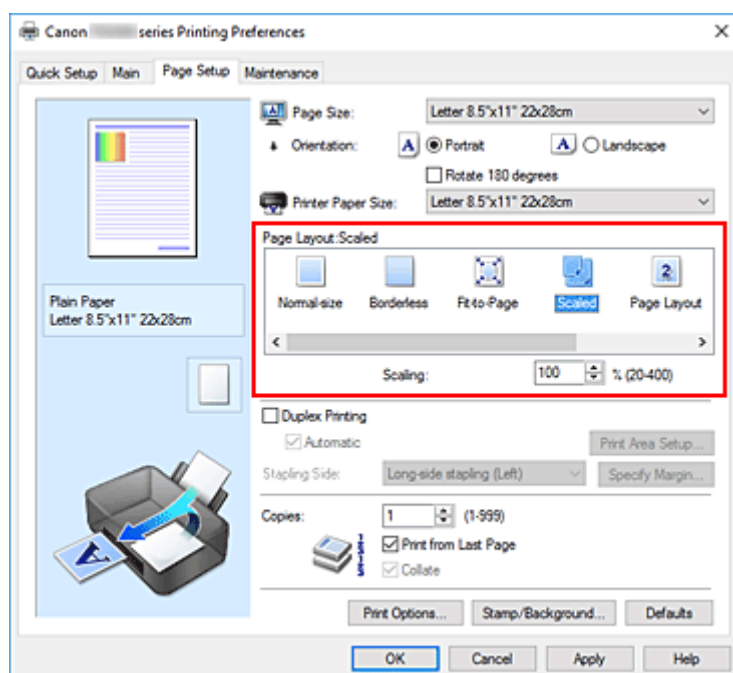 Canon series Printing Preferences
Quick Setup Main Page Setup Maintenance
Page Size: Letter 8.5"x11" 22x28cm
Orientation: A Portrait A Landscape
Rotate 180 degrees
Printer Paper Size: Letter 8.5"x11" 22x28cm
Page Layout:Scaled
Normal-size Borderless Fit-to-Page Scaled Page Layout
Scaling: 100 % (20-400)
Plain Paper
Letter 8.5"x11" 22x28cm
Duplex Printing
Automatic Print Area Setup...
Stapling Side: Long-side stapling (Left) Specify Margin...
Copies: 1 (1-999)
Print from Last Page
Collate
Print Options... Stamp/Background... Defaults
OK Cancel Apply Help